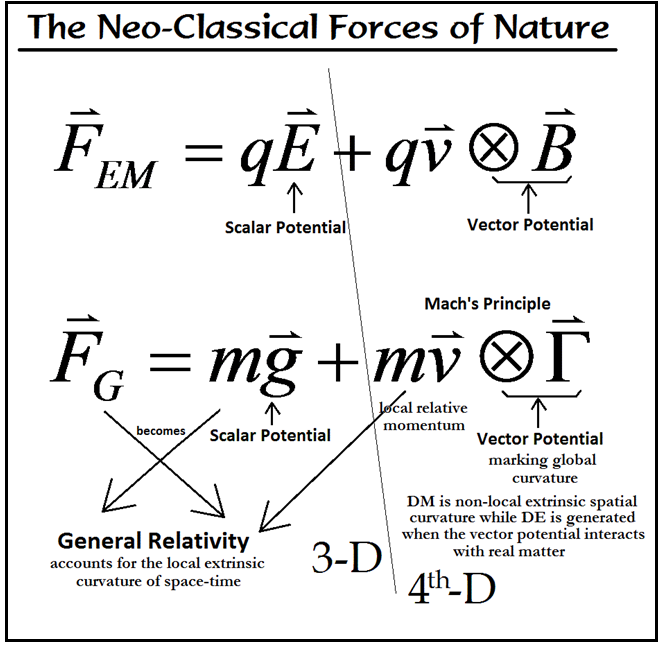 The Neo-Classical Forces of Nature
F⃗_EM = qE⃗ + qv⃗ ⊗ B⃗
Scalar Potential
Vector Potential
Mach's Principle
F⃗_G = mg⃗ + mv⃗ ⊗ Γ⃗
becomes
Scalar Potential
local relative
momentum
Vector Potential
marking global
curvature
General Relativity
accounts for the local extrinsic
curvature of space-time
DM is non-local extrinsic spatial
curvature while DE is generated
when the vector potential interacts
with real matter
3-D
4th-D